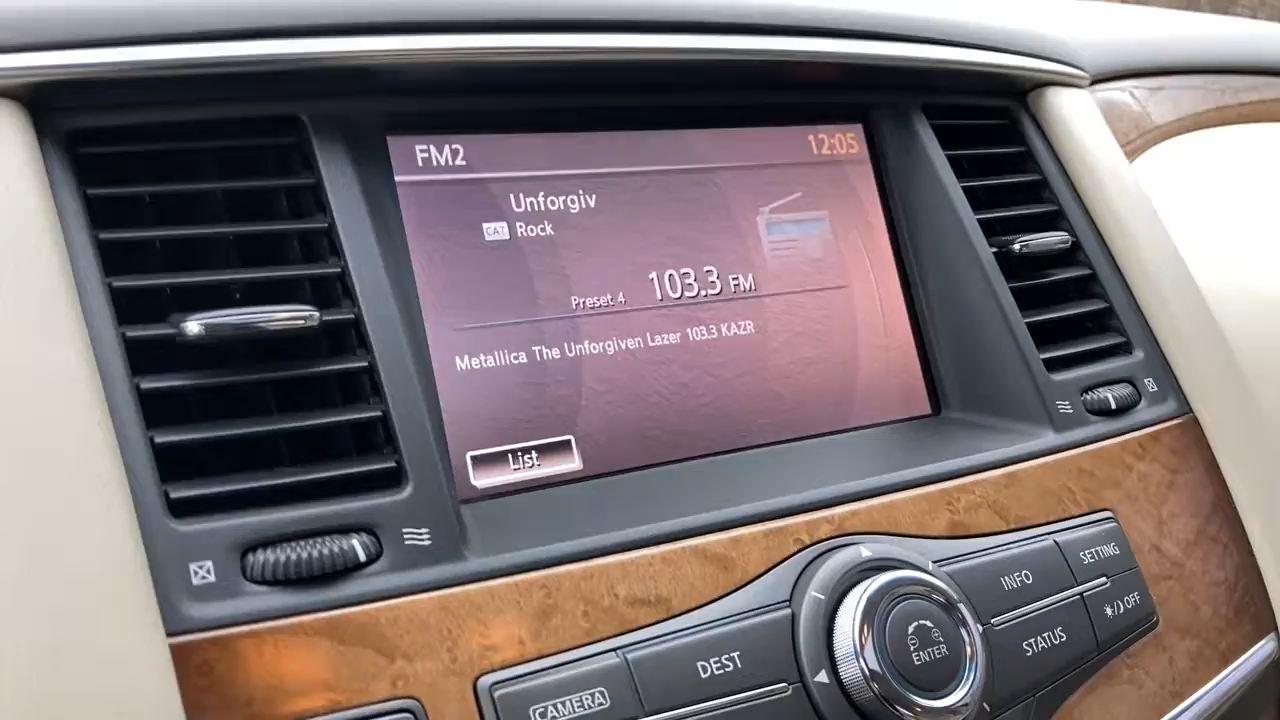 FM2
12:05
Unforgiv
CAT Rock
Preset 4 103.3 FM
Metallica The Unforgiven Lazer 103.3 KAZR
List
INFO
SETTING
DEST
STATUS
OFF
CAMERA
ENTER